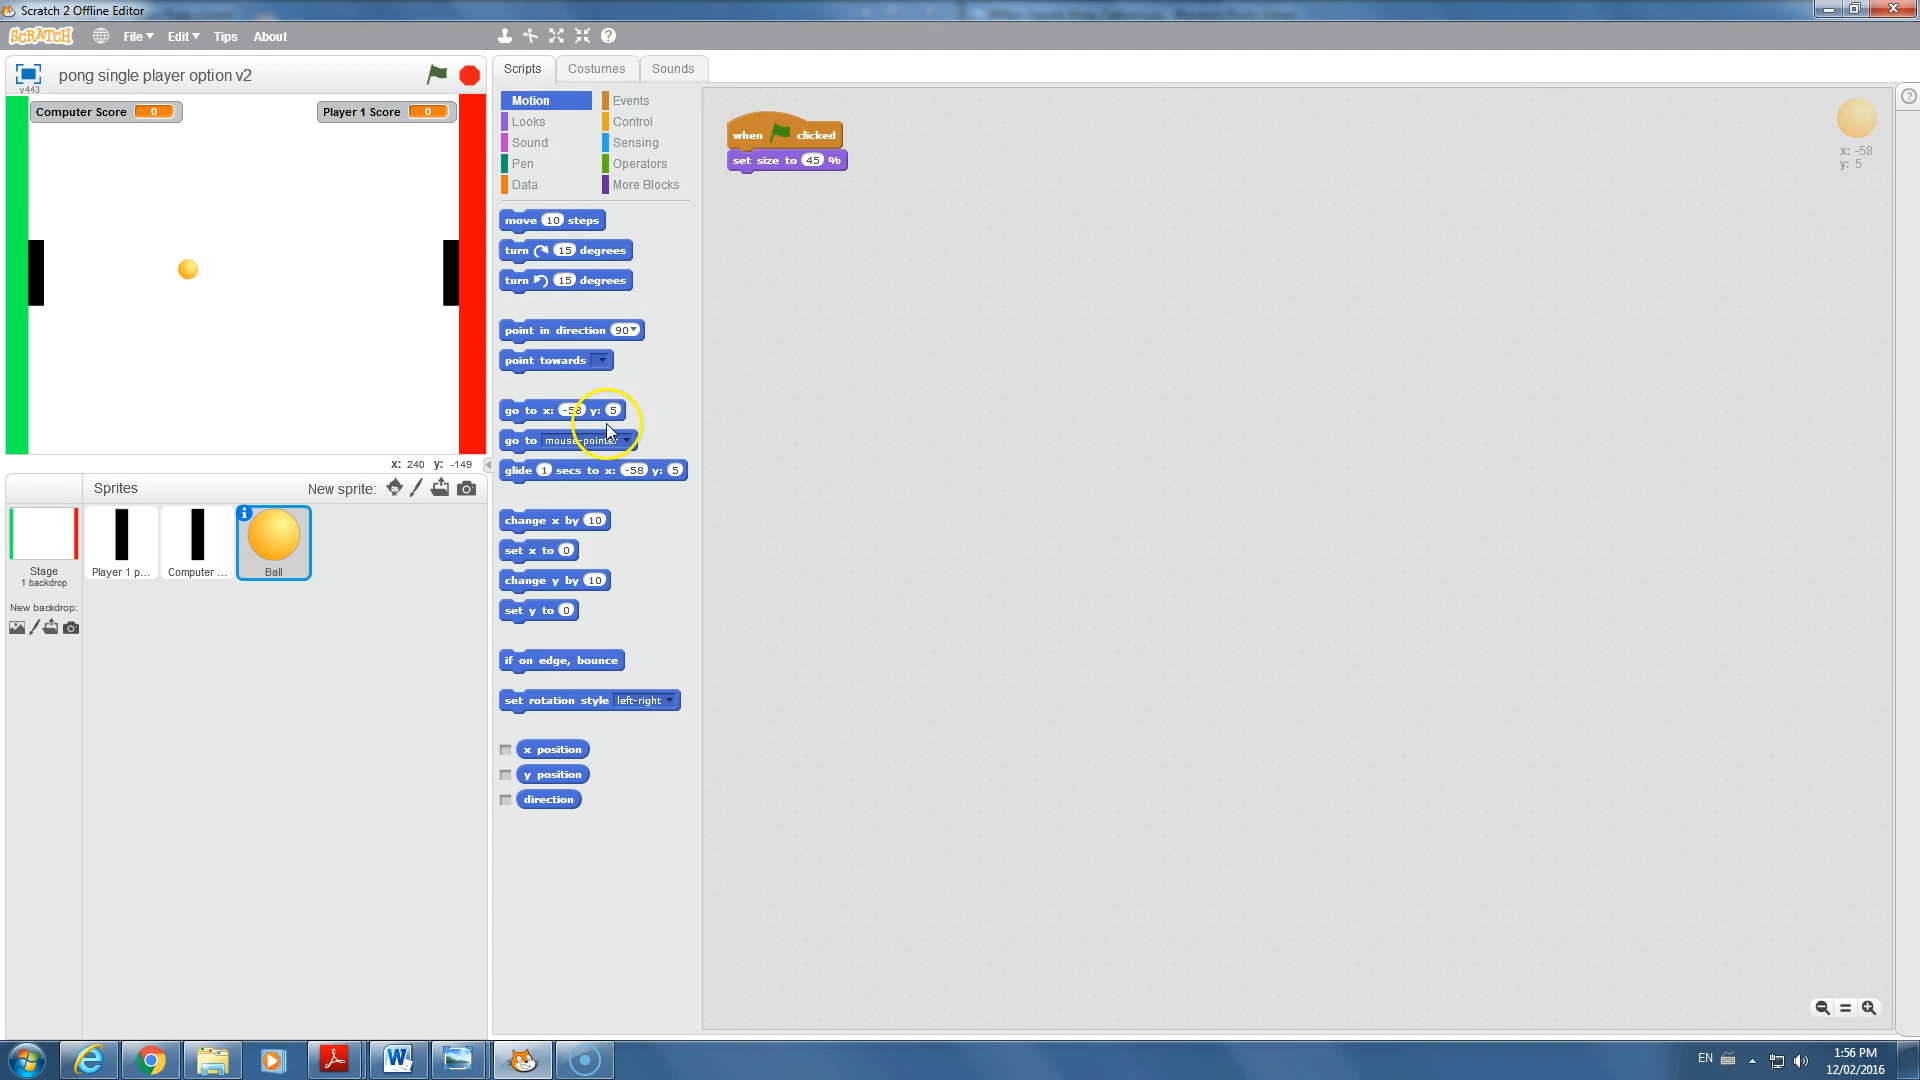 Scratch 2 Offline Editor
SCRATCH File Edit Tips About
pong single player option v2
v443
Computer Score 0
Player 1 Score 0
x: 240 y: -149
Sprites New sprite:
Stage
1 backdrop
New backdrop:
Player 1 p...
Computer ...
Ball
Scripts Costumes Sounds
Motion Events
Looks Control
Sound Sensing
Pen Operators
Data More Blocks
move 10 steps
turn 15 degrees
turn 15 degrees
point in direction 90
point towards
go to x: -58 y: 5
go to mouse-pointer
glide 1 secs to x: -58 y: 5
change x by 10
set x to 0
change y by 10
set y to 0
if on edge, bounce
set rotation style left-right
x position
y position
direction
when clicked
set size to 45 %
x: -58
y: 5
EN
1:56 PM
12/02/2016